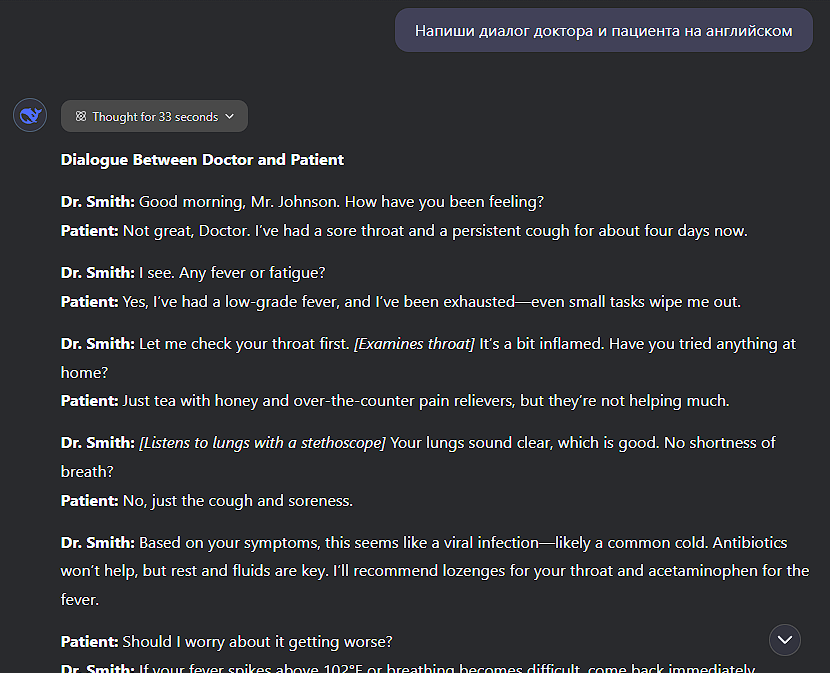 Напиши диалог доктора и пациента на английском
Thought for 33 seconds
Dialogue Between Doctor and Patient
Dr. Smith: Good morning, Mr. Johnson. How have you been feeling?
Patient: Not great, Doctor. I’ve had a sore throat and a persistent cough for about four days now.
Dr. Smith: I see. Any fever or fatigue?
Patient: Yes, I’ve had a low-grade fever, and I’ve been exhausted—even small tasks wipe me out.
Dr. Smith: Let me check your throat first. [Examines throat] It’s a bit inflamed. Have you tried anything at
home?
Patient: Just tea with honey and over-the-counter pain relievers, but they’re not helping much.
Dr. Smith: [Listens to lungs with a stethoscope] Your lungs sound clear, which is good. No shortness of
breath?
Patient: No, just the cough and soreness.
Dr. Smith: Based on your symptoms, this seems like a viral infection—likely a common cold. Antibiotics
won’t help, but rest and fluids are key. I’ll recommend lozenges for your throat and acetaminophen for the
fever.
Patient: Should I worry about it getting worse?
Dr. Smith: If your fever spikes above 102°F or breathing becomes difficult, come back immediately.